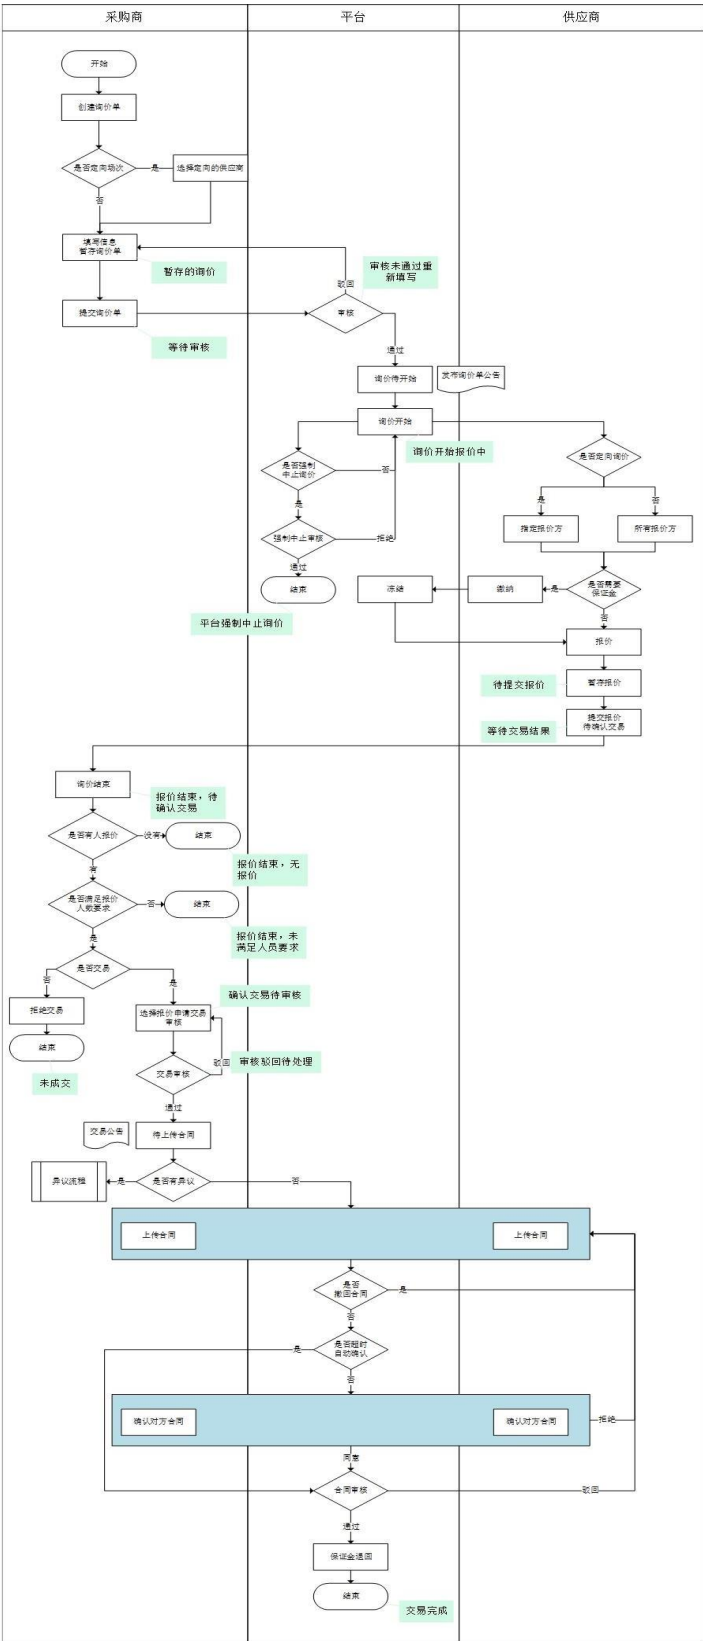 采购商
平台
供应商
开始
创建询价单
是否定向场次
是
选择定向的供应商
否
填写信息
暂存询价单
暂存的询价
驳回
审核未通过重
新填写
提交询价单
审核
等待审核
通过
询价待开始
发布询价单公告
询价开始
询价开始报价中
是否强制
中止询价
否
是否定向询价
是
是
否
强制中止审核
拒绝
指定报价方
所有报价方
通过
结束
冻结
缴纳
是
是否需要
保证金
否
平台强制中止询价
报价
待提交报价
暂存报价
等待交易结果
提交报价
待确认交易
询价结束
报价结束，待
确认交易
是否有人报价
没有
结束
有
报价结束，无
报价
是否满足报价
人数要求
否
结束
是
报价结束，未
满足人员要求
是否交易
否
是
确认交易待审核
拒绝交易
选择报价申请交易
审核
结束
驳回
审核驳回待处理
未成交
交易审核
通过
交易公告
待上传合同
异议流程
是
是否有异议
否
上传合同
上传合同
是否
撤回合同
是
否
是
是否超时
自动确认
否
确认对方合同
确认对方合同
拒绝
同意
合同审核
驳回
通过
保证金退回
结束
交易完成